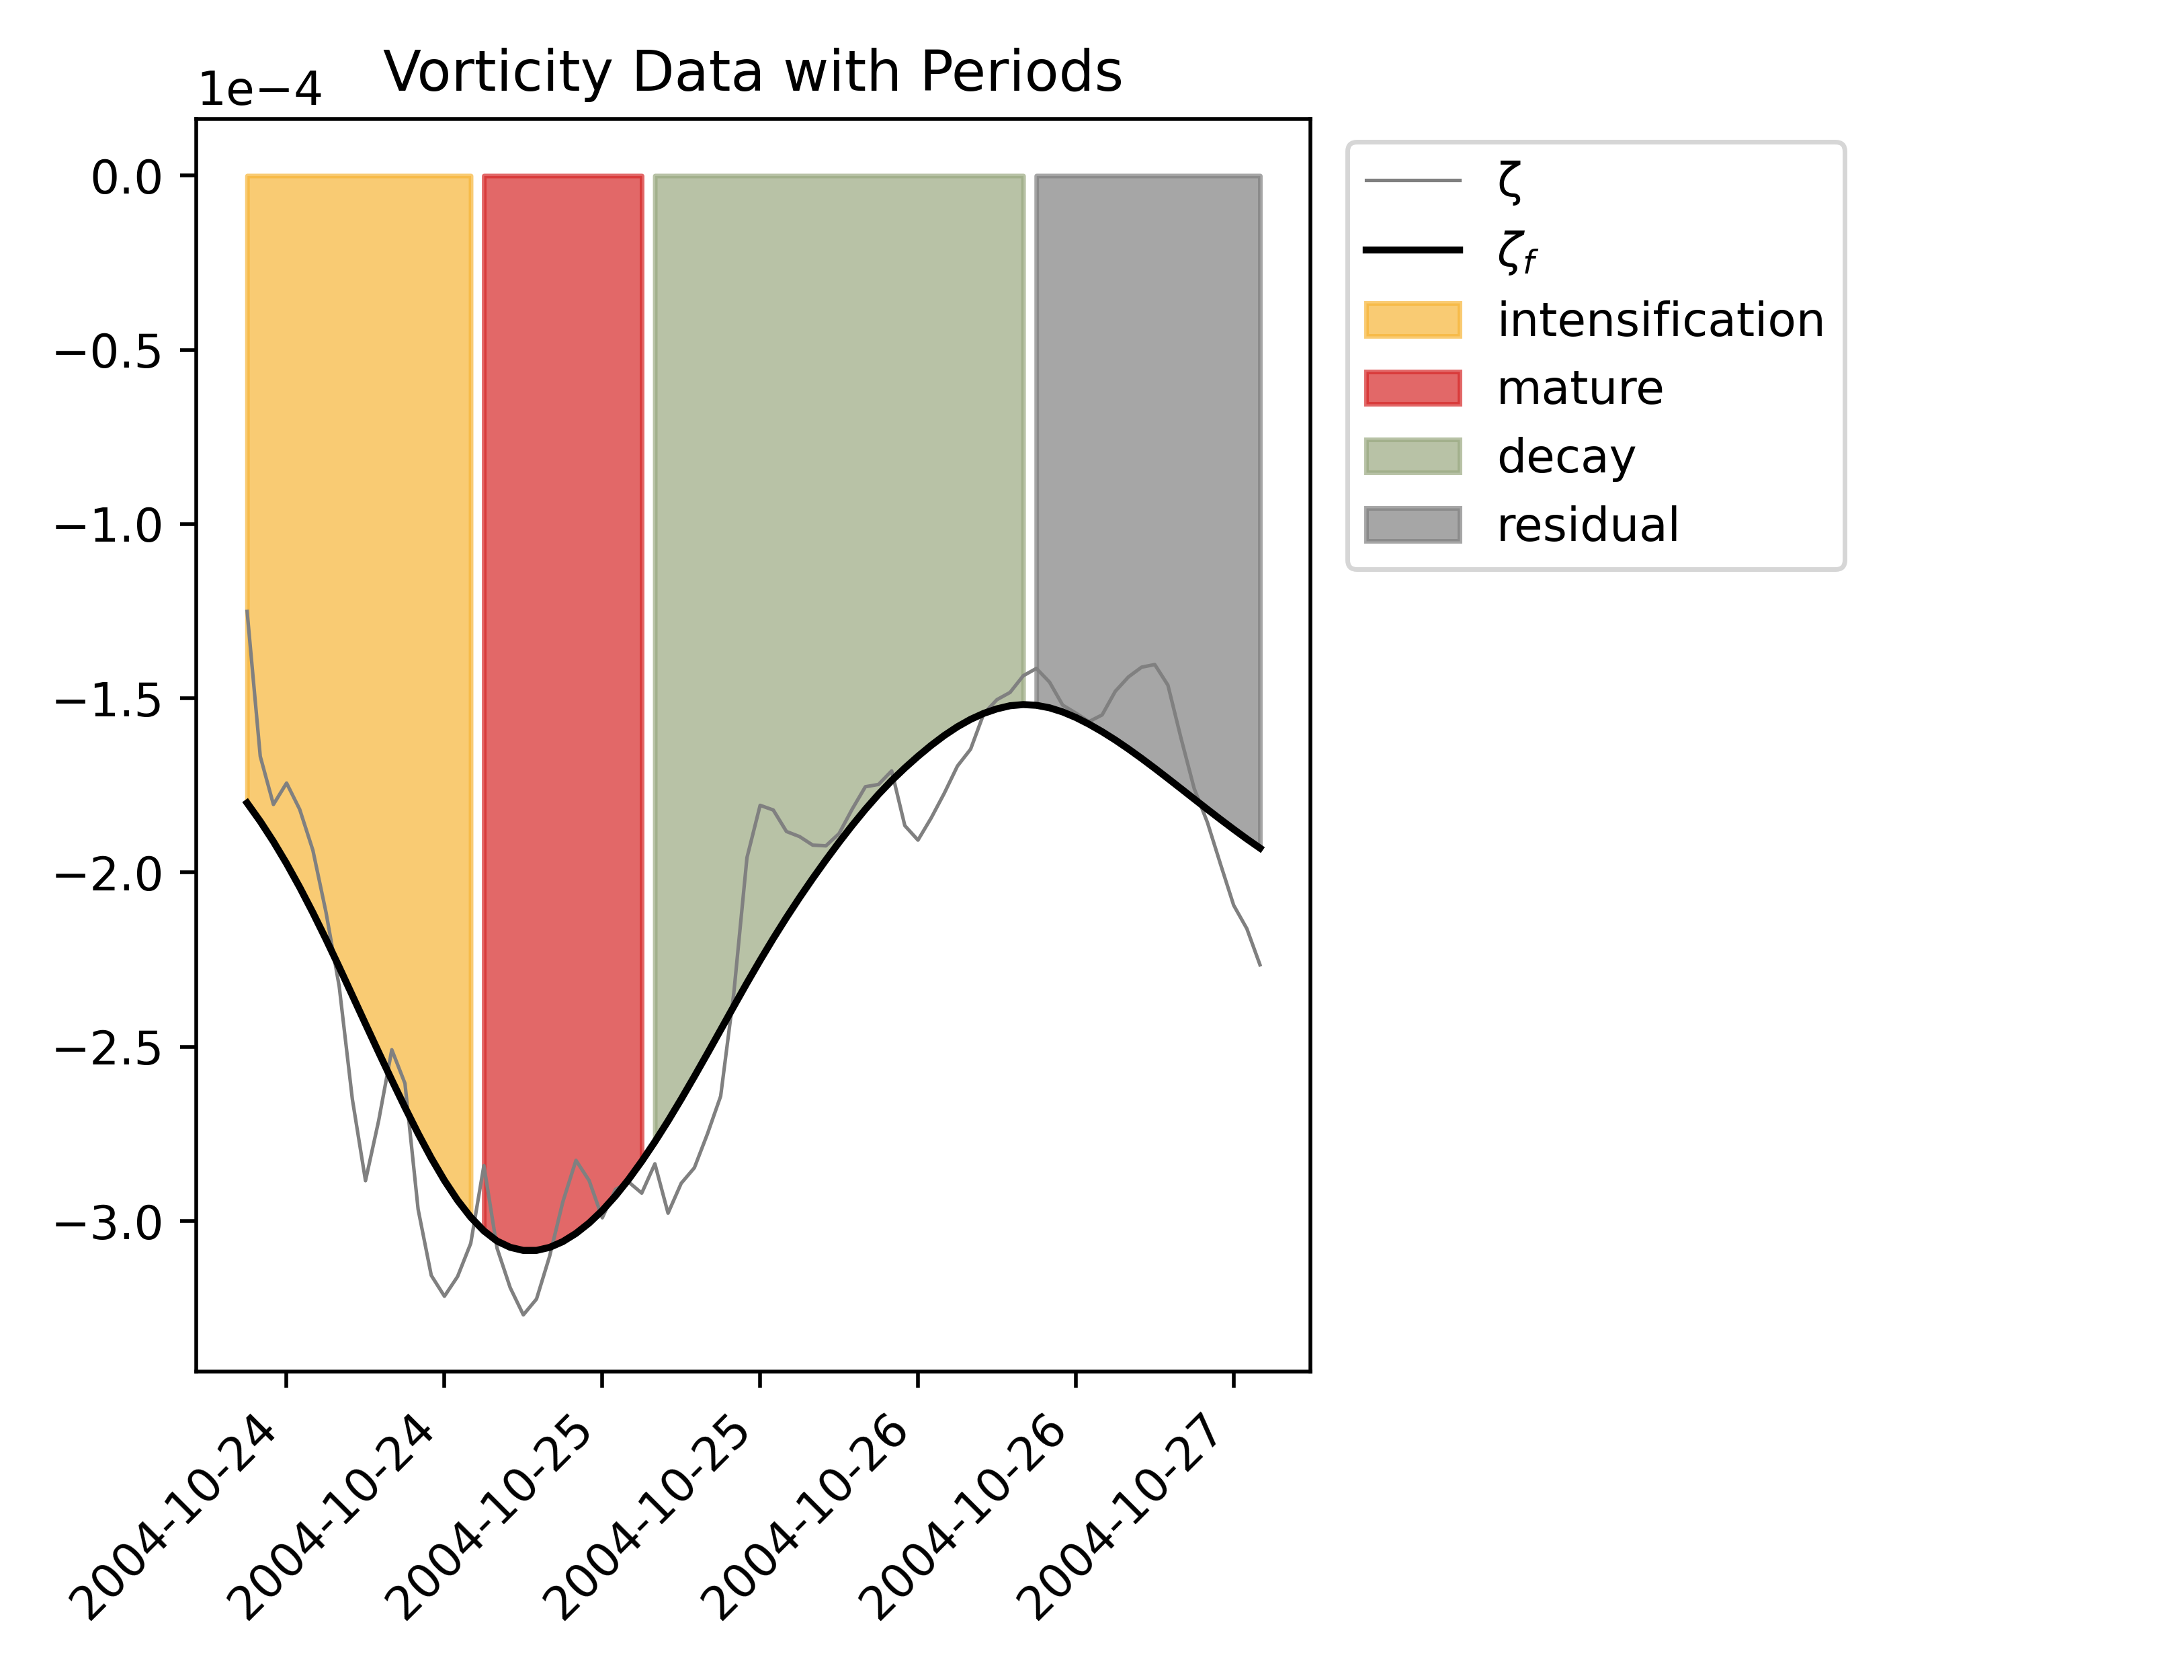 Vorticity Data with Periods
1e−4
0.0
−0.5
−1.0
−1.5
−2.0
−2.5
−3.0
2004-10-24
2004-10-24
2004-10-25
2004-10-25
2004-10-26
2004-10-26
2004-10-27
ζ
ζf
intensification
mature
decay
residual